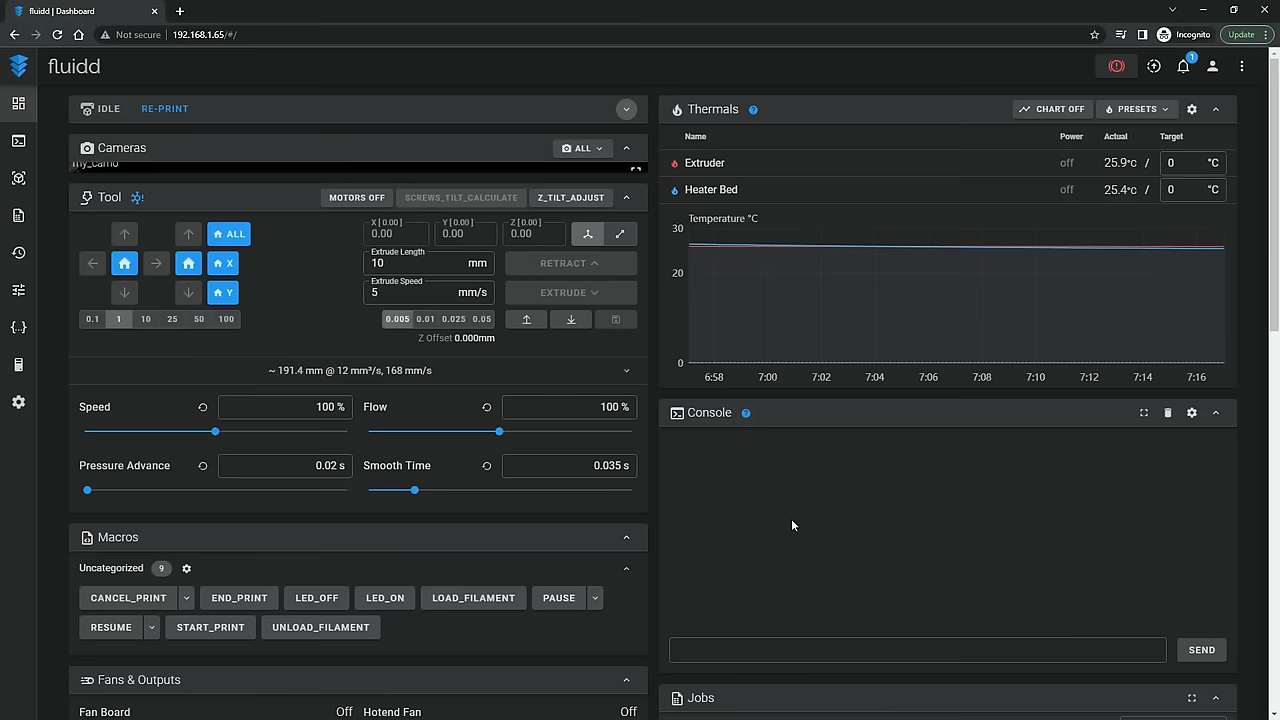 fluidd | Dashboard
Not secure
192.168.1.65/#/
Incognito
Update
fluidd
1
IDLE
RE-PRINT
Cameras
ALL
Tool
MOTORS OFF
SCREWS_TILT_CALCULATE
Z_TILT_ADJUST
ALL
X
Y
X [ 0.00 ]
0.00
Y [ 0.00 ]
0.00
Z [ 0.00 ]
0.00
Extrude Length
10 mm
RETRACT
Extrude Speed
5 mm/s
EXTRUDE
0.1 1 10 25 50 100
0.005 0.01 0.025 0.05
Z Offset 0.000mm
~ 191.4 mm @ 12 mm³/s, 168 mm/s
Speed 100 %
Flow 100 %
Pressure Advance 0.02 s
Smooth Time 0.035 s
Macros
Uncategorized 9
CANCEL_PRINT
END_PRINT
LED_OFF
LED_ON
LOAD_FILAMENT
PAUSE
RESUME
START_PRINT
UNLOAD_FILAMENT
Fans & Outputs
Fan Board Off
Hotend Fan Off
Thermals
CHART OFF
PRESETS
Name Power Actual Target
Extruder off 25.9°C / 0 °C
Heater Bed off 25.4°C / 0 °C
Temperature °C
30
20
0
6:58 7:00 7:02 7:04 7:06 7:08 7:10 7:12 7:14 7:16
Console
SEND
Jobs